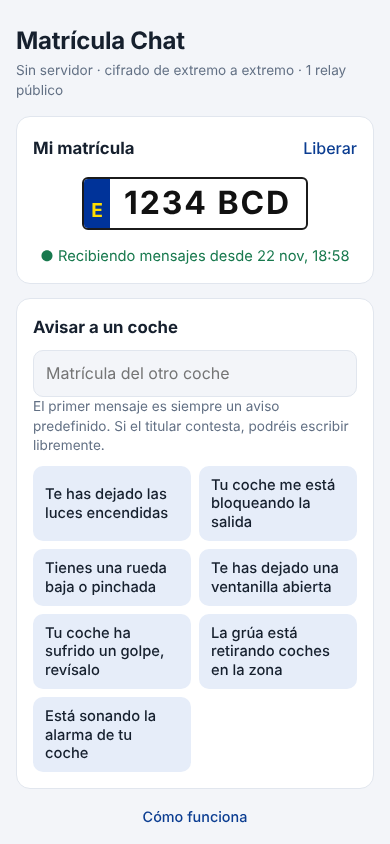 Matrícula Chat
Sin servidor · cifrado de extremo a extremo · 1 relay
público
Mi matrícula
Liberar
E
1234 BCD
● Recibiendo mensajes desde 22 nov, 18:58
Avisar a un coche
Matrícula del otro coche
El primer mensaje es siempre un aviso
predefinido. Si el titular contesta, podréis escribir
libremente.
Te has dejado las
luces encendidas
Tu coche me está
bloqueando la
salida
Tienes una rueda
baja o pinchada
Te has dejado una
ventanilla abierta
Tu coche ha
sufrido un golpe,
revísalo
La grúa está
retirando coches
en la zona
Está sonando la
alarma de tu
coche
Cómo funciona